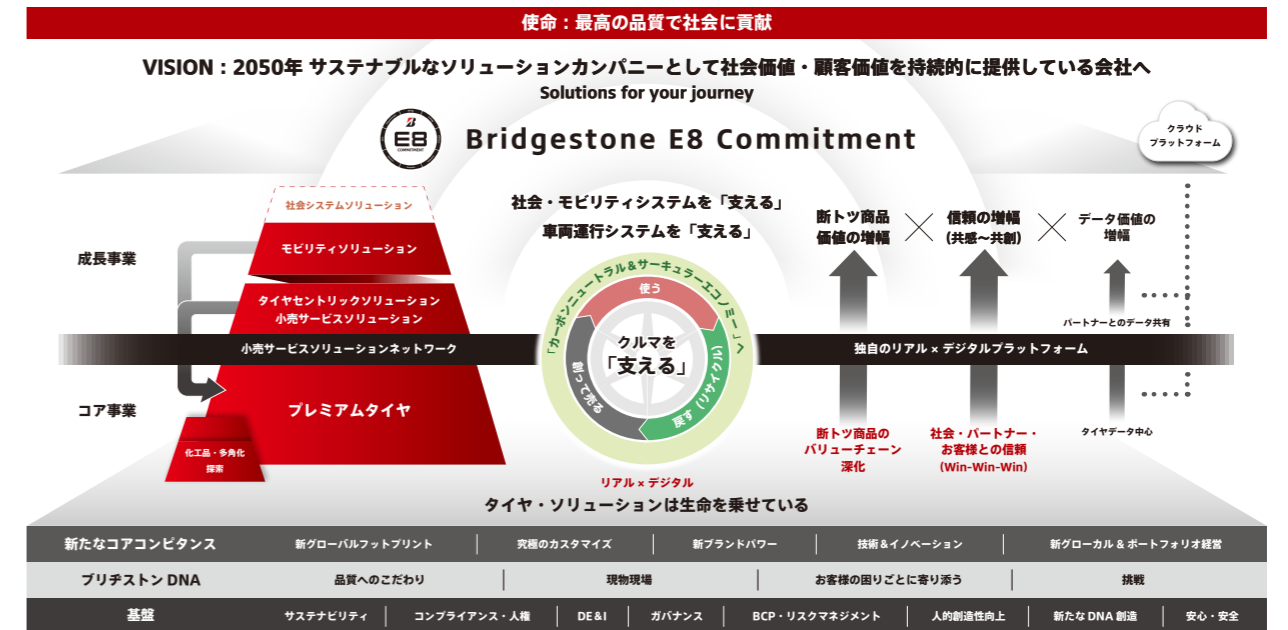 使命：最高の品質で社会に貢献
VISION：2050年 サステナブルなソリューションカンパニーとして社会価値・顧客価値を持続的に提供している会社へ
Solutions for your journey
B
E8
COMMITMENT
Bridgestone E8 Commitment
クラウド
プラットフォーム
成長事業
コア事業
社会システムソリューション
モビリティソリューション
タイヤセントリックソリューション
小売サービスソリューション
小売サービスソリューションネットワーク
プレミアムタイヤ
化工品・多角化
探索
社会・モビリティシステムを「支える」
車両運行システムを「支える」
「カーボンニュートラル&サーキュラーエコノミー」へ
使う
戻す（リサイクル）
創って売る
クルマを
「支える」
リアル×デジタル
タイヤ・ソリューションは生命を乗せている
断トツ商品
価値の増幅
×
信頼の増幅
(共感～共創)
×
データ価値の
増幅
パートナーとのデータ共有
独自のリアル×デジタルプラットフォーム
断トツ商品の
バリューチェーン
深化
社会・パートナー・
お客様との信頼
(Win-Win-Win)
タイヤデータ中心
新たなコアコンピタンス 新グローバルフットプリント 究極のカスタマイズ 新ブランドパワー 技術&イノベーション 新グローカル & ポートフォリオ経営
ブリヂストン DNA 品質へのこだわり 現物現場 お客様の困りごとに寄り添う 挑戦
基盤 サステナビリティ コンプライアンス・人権 DE&I ガバナンス BCP・リスクマネジメント 人的創造性向上 新たな DNA 創造 安心・安全